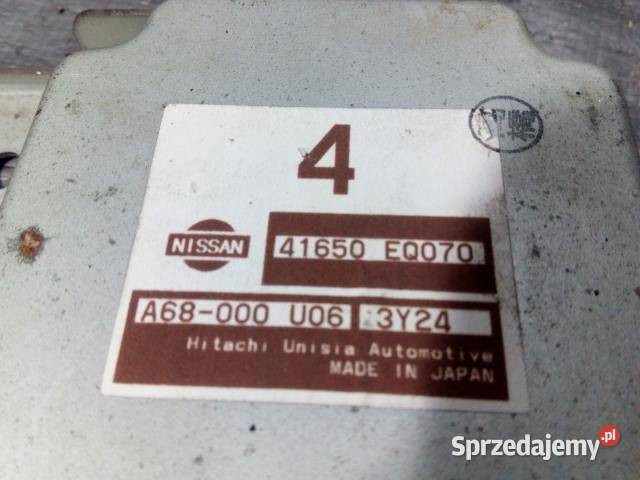 4
NISSAN
41650 EQ070
A68-000 U06 3Y24
Hitachi Unisia Automotive
MADE IN JAPAN
Sprzedajemy.pl